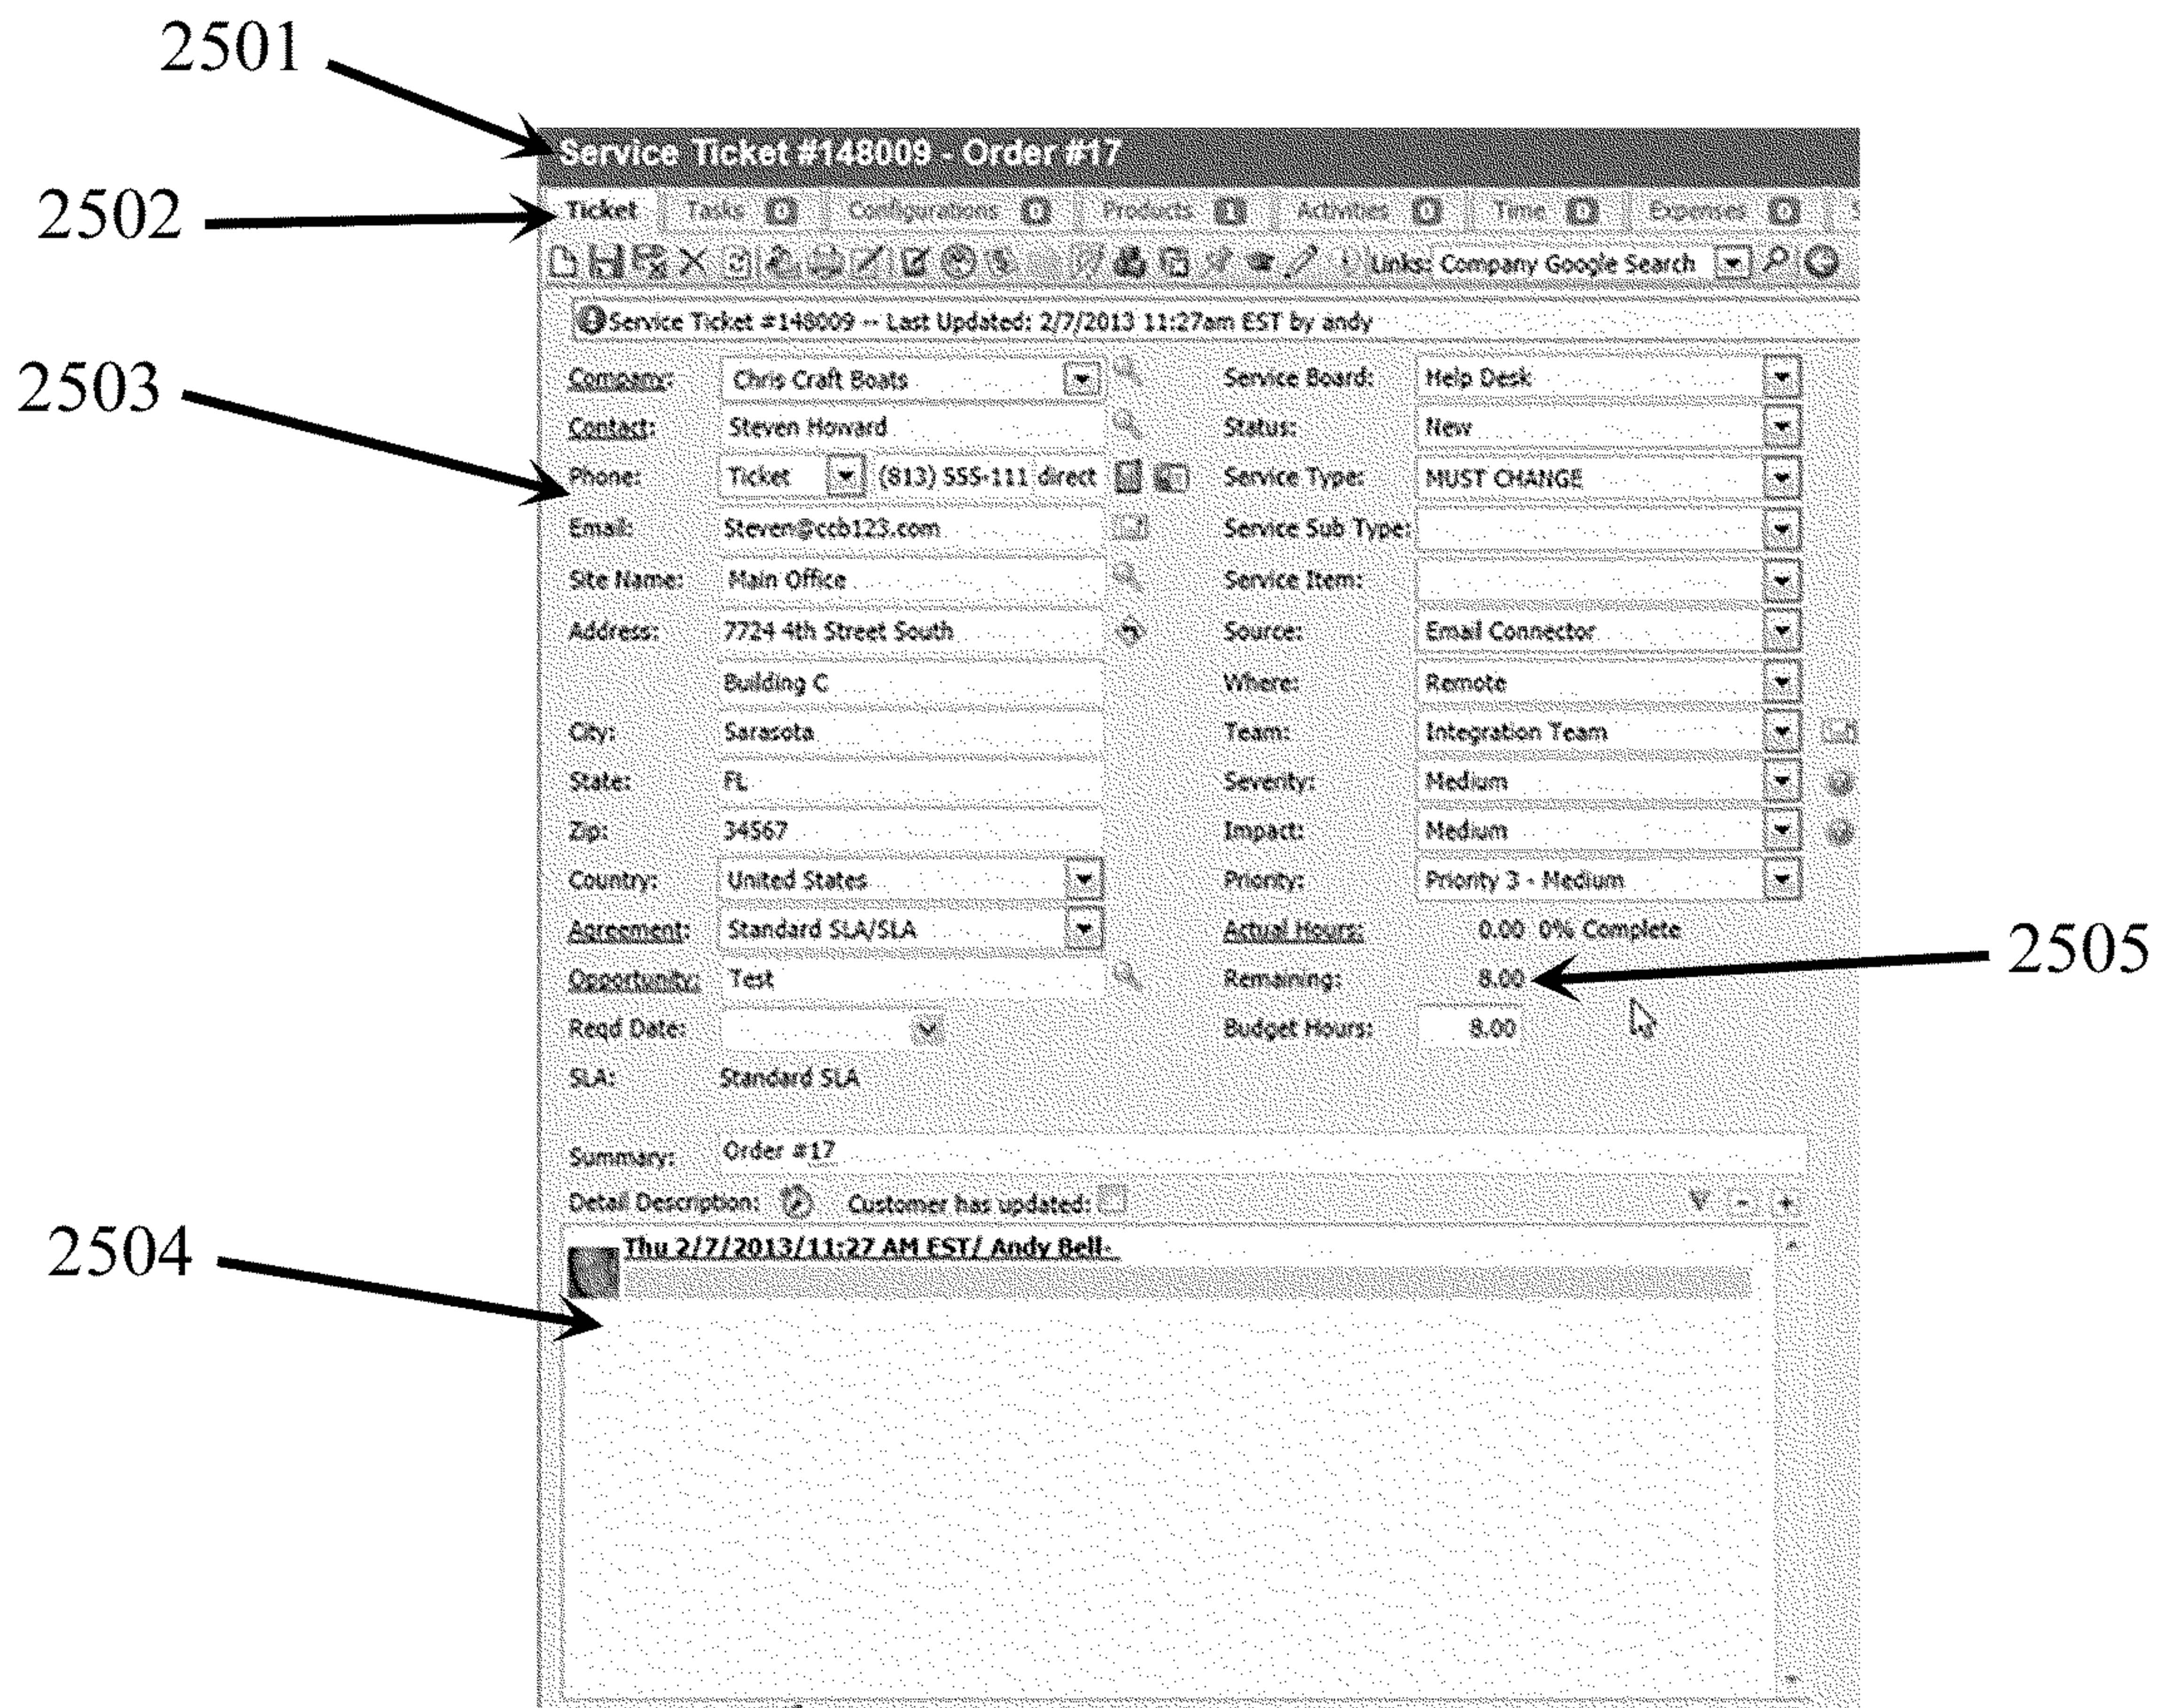 2501
Service Ticket #148009 - Order #17
2502
Ticket Tasks 0 Configurations 0 Products 1 Activities 0 Time 0 Expenses 0 S
Links: Company Google Search
Service Ticket #148009 -- Last Updated: 2/7/2013 11:27am EST by andy
2503
Company: Chris Craft Boats Service Board: Help Desk
Contact: Steven Howard Status: New
Phone: Ticket (813) 555-111 direct Service Type: MUST CHANGE
Email: Steven@ccb123.com Service Sub Type:
Site Name: Main Office Service Item:
Address: 7724 4th Street South Source: Email Connector
Building C Where: Remote
City: Sarasota Team: Integration Team
State: FL Severity: Medium
Zip: 34567 Impact: Medium
Country: United States Priority: Priority 3 - Medium
Agreement: Standard SLA/SLA Actual Hours: 0.00 0% Complete
2505
Opportunity: Test Remaining: 8.00
Reqd Date: Budget Hours: 8.00
SLA: Standard SLA
Summary: Order #17
Detail Description: Customer has updated:
2504
Thu 2/7/2013/11:27 AM EST/ Andy Bell-